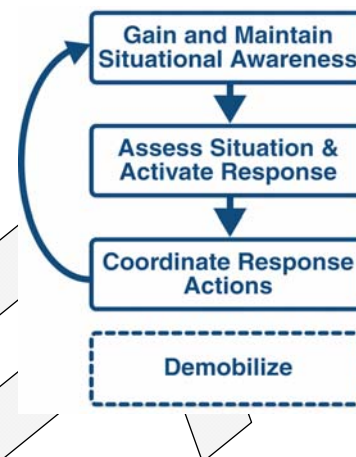 Gain and Maintain
Situational Awareness
Assess Situation &
Activate Response
Coordinate Response
Actions
Demobilize